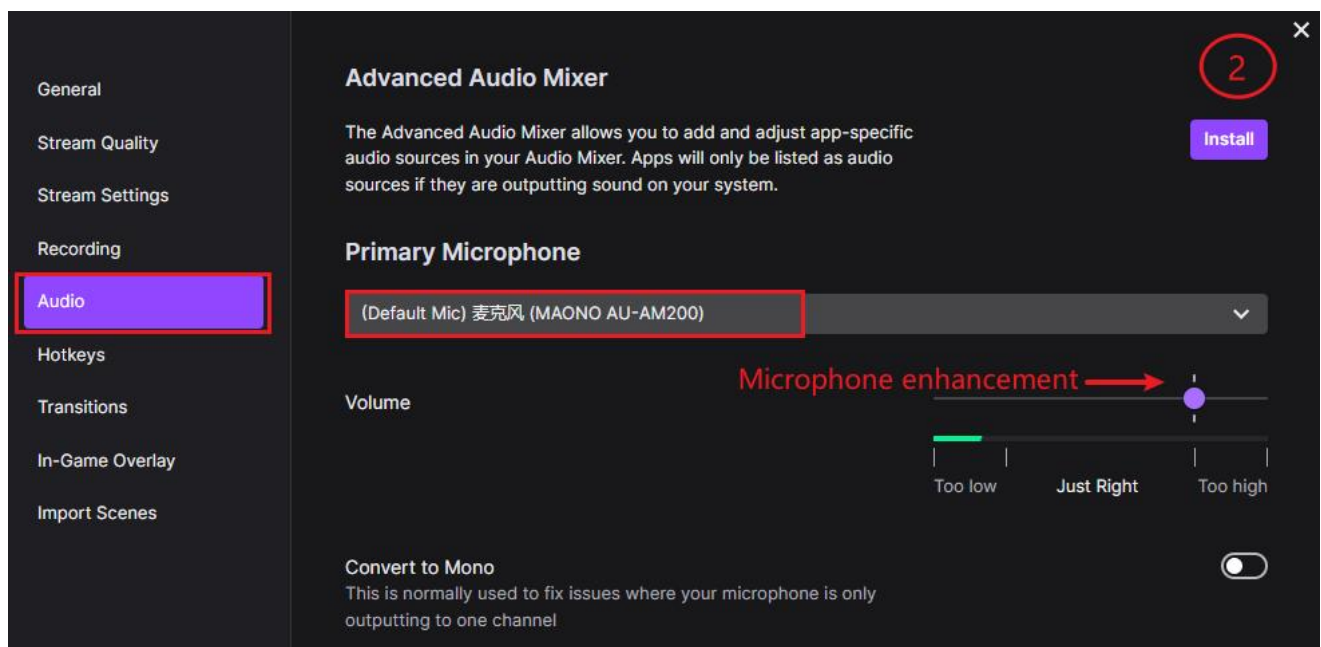 General
Stream Quality
Stream Settings
Recording
Audio
Hotkeys
Transitions
In-Game Overlay
Import Scenes
2
Advanced Audio Mixer
The Advanced Audio Mixer allows you to add and adjust app-specific
audio sources in your Audio Mixer. Apps will only be listed as audio
sources if they are outputting sound on your system.
Install
Primary Microphone
(Default Mic) 麦克风 (MAONO AU-AM200)
Microphone enhancement
Volume
Too low Just Right Too high
Convert to Mono
This is normally used to fix issues where your microphone is only
outputting to one channel